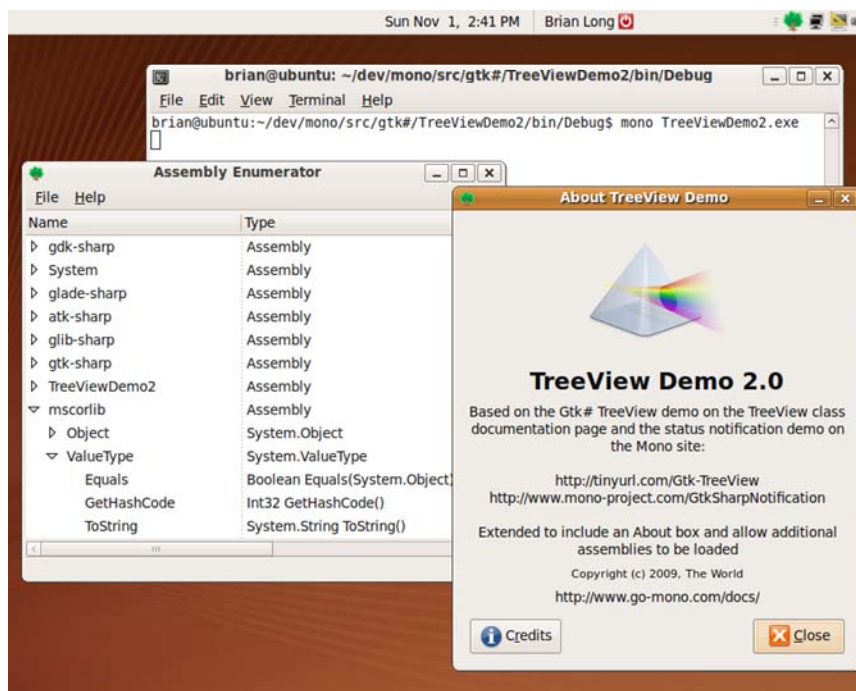 Sun Nov 1, 2:41 PM Brian Long
brian@ubuntu: ~/dev/mono/src/gtk#/TreeViewDemo2/bin/Debug
File Edit View Terminal Help
brian@ubuntu:~/dev/mono/src/gtk#/TreeViewDemo2/bin/Debug$ mono TreeViewDemo2.exe
Assembly Enumerator
File Help
Name Type
gdk-sharp Assembly
System Assembly
glade-sharp Assembly
atk-sharp Assembly
glib-sharp Assembly
gtk-sharp Assembly
TreeViewDemo2 Assembly
mscorlib Assembly
Object System.Object
ValueType System.ValueType
Equals Boolean Equals(System.Object)
GetHashCode Int32 GetHashCode()
ToString System.String ToString()
About TreeView Demo
TreeView Demo 2.0
Based on the Gtk# TreeView demo on the TreeView class
documentation page and the status notification demo on
the Mono site:
http://tinyurl.com/Gtk-TreeView
http://www.mono-project.com/GtkSharpNotification
Extended to include an About box and allow additional
assemblies to be loaded
Copyright (c) 2009, The World
http://www.go-mono.com/docs/
Credits Close